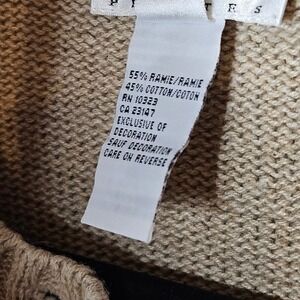 55% RAMIE/RAMIE
45% COTTON/COTON
RN 10323
CA 23147
EXCLUSIVE OF
DECORATION
SAUF DECORATION
CARE ON REVERSE